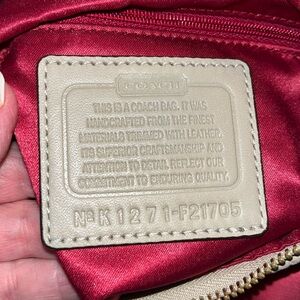 COACH
THIS IS A COACH BAG. IT WAS
HANDCRAFTED FROM THE FINEST
MATERIALS TRIMMED WITH LEATHER.
ITS SUPERIOR CRAFTSMANSHIP AND
ATTENTION TO DETAIL REFLECT OUR
COMMITMENT TO ENDURING QUALITY.
No K1271-F21705